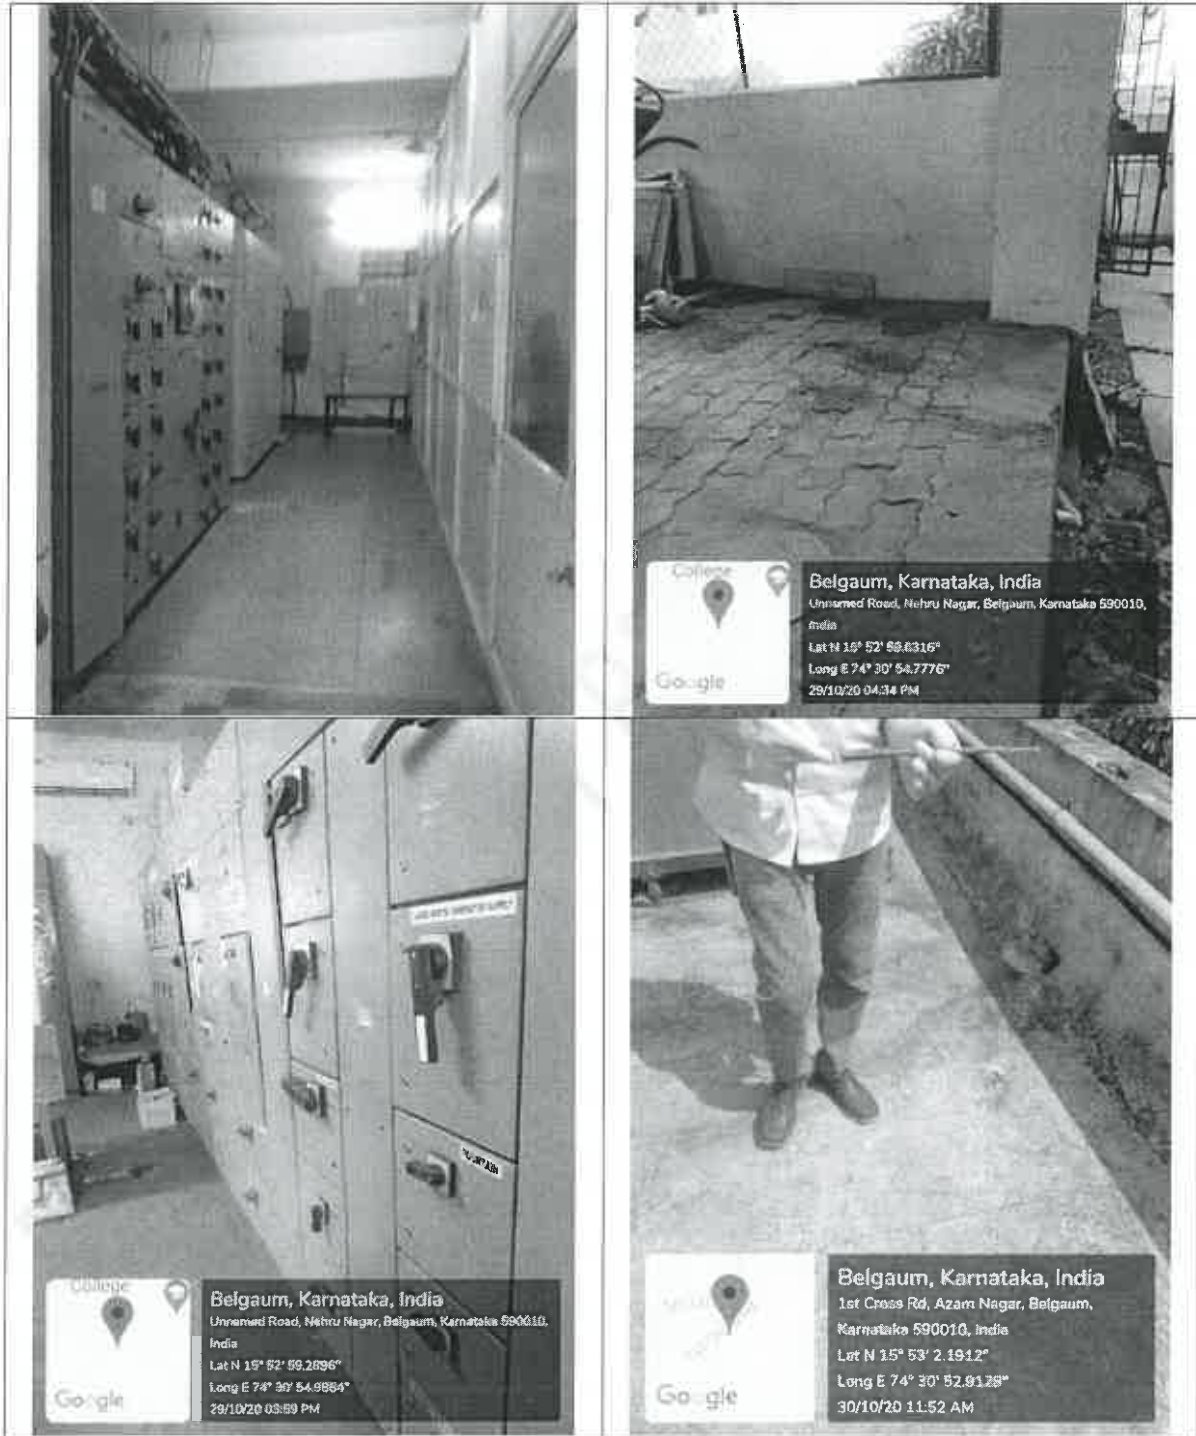 College
Google
Belgaum, Karnataka, India
Unnamed Road, Nehru Nagar, Belgaum, Karnataka 590010,
India
Lat N 15° 52' 58.6316"
Long E 74° 30' 54.7776"
29/10/20 04:34 PM
FOUNTAIN
College
Google
Belgaum, Karnataka, India
Unnamed Road, Nehru Nagar, Belgaum, Karnataka 590010,
India
Lat N 15° 52' 59.2896"
Long E 74° 30' 54.9864"
29/10/20 03:59 PM
Google
Belgaum, Karnataka, India
1st Cross Rd, Azam Nagar, Belgaum,
Karnataka 590010, India
Lat N 15° 53' 2.1912"
Long E 74° 30' 52.9128"
30/10/20 11:52 AM